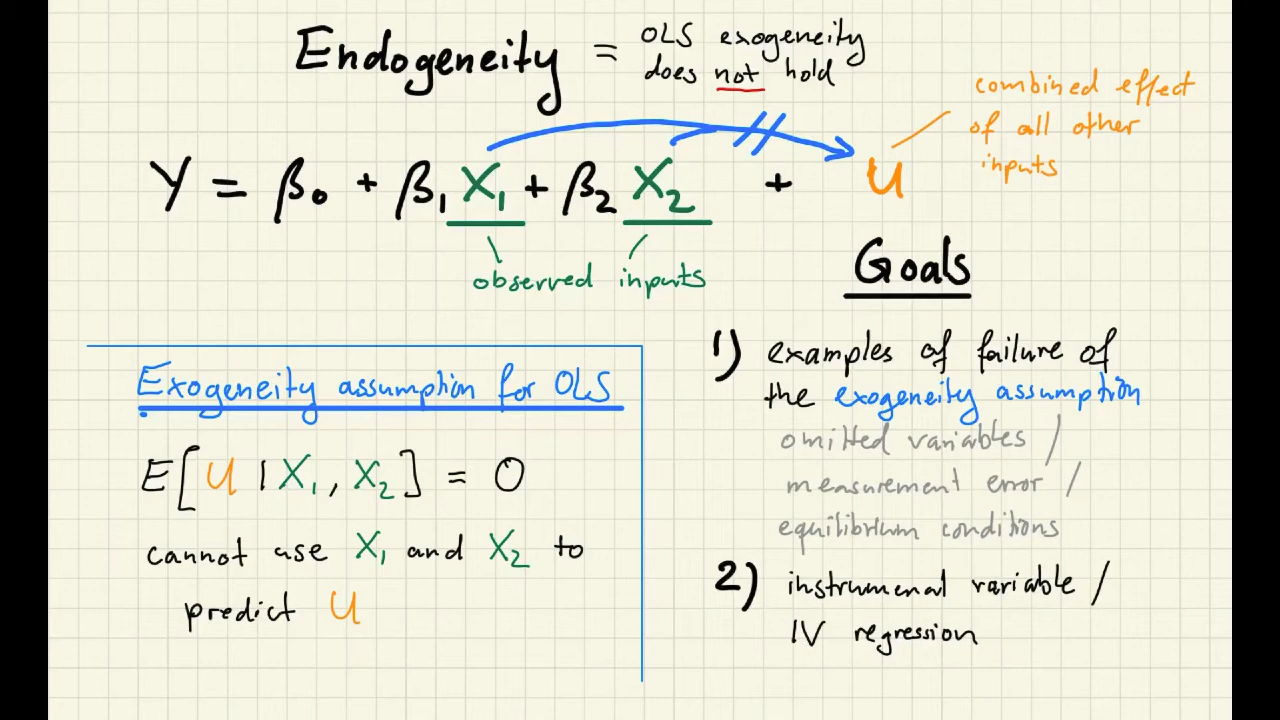 Endogeneity = OLS exogeneity
does not hold
combined effect
of all other
inputs
Y = β₀ + β₁ X₁ + β₂ X₂ + U
observed inputs
Goals
Exogeneity assumption for OLS
E[U | X₁, X₂] = 0
cannot use X₁ and X₂ to
predict U
1) examples of failure of
the exogeneity assumption
omitted variables /
measurement error /
equilibrium conditions
2) instrumental variable /
IV regression